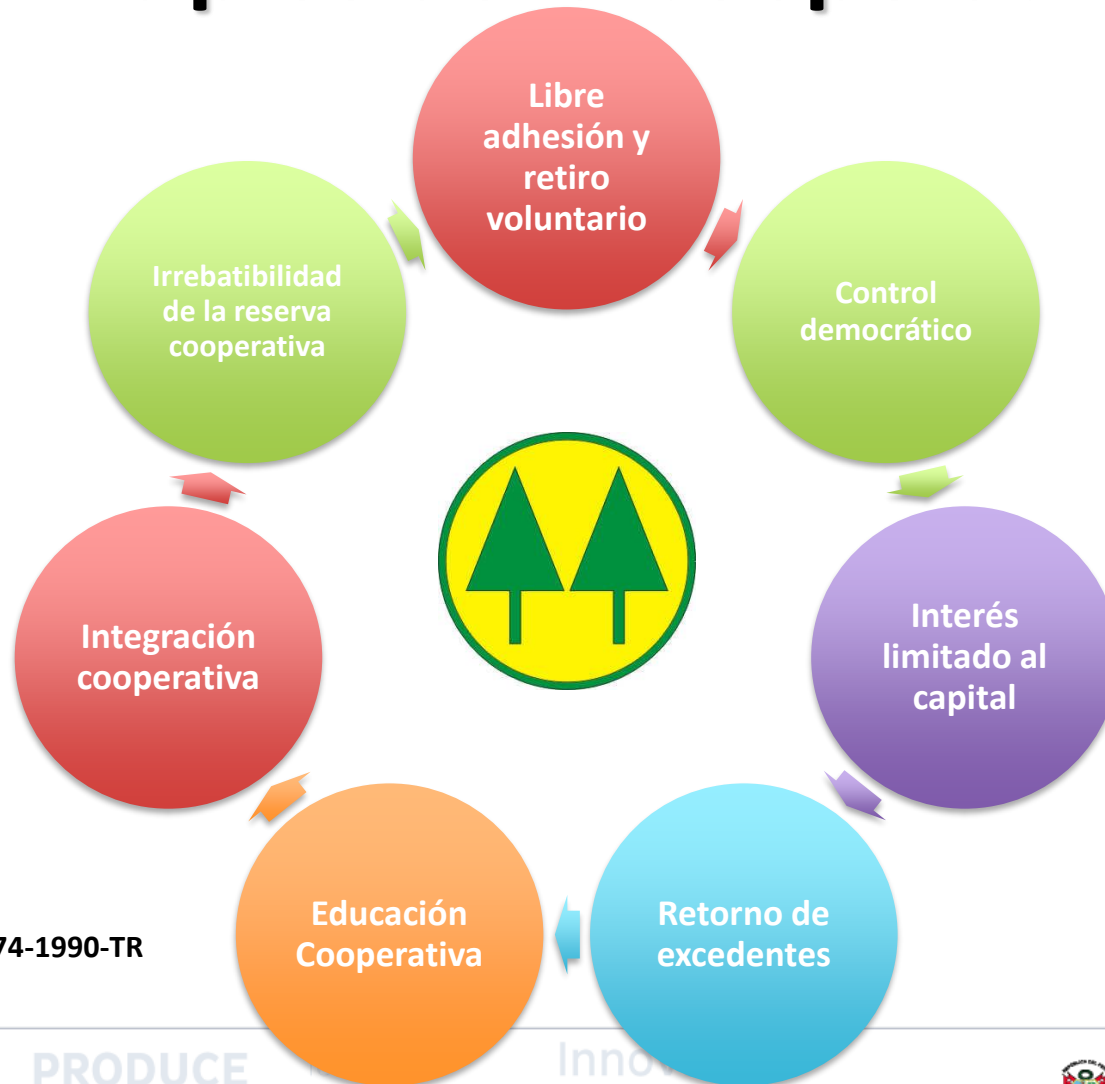 Libre
adhesión y
retiro
voluntario
Control
democrático
Interés
limitado al
capital
Retorno de
excedentes
Educación
Cooperativa
Integración
cooperativa
Irrebatibilidad
de la reserva
cooperativa
74-1990-TR
PRODUCE